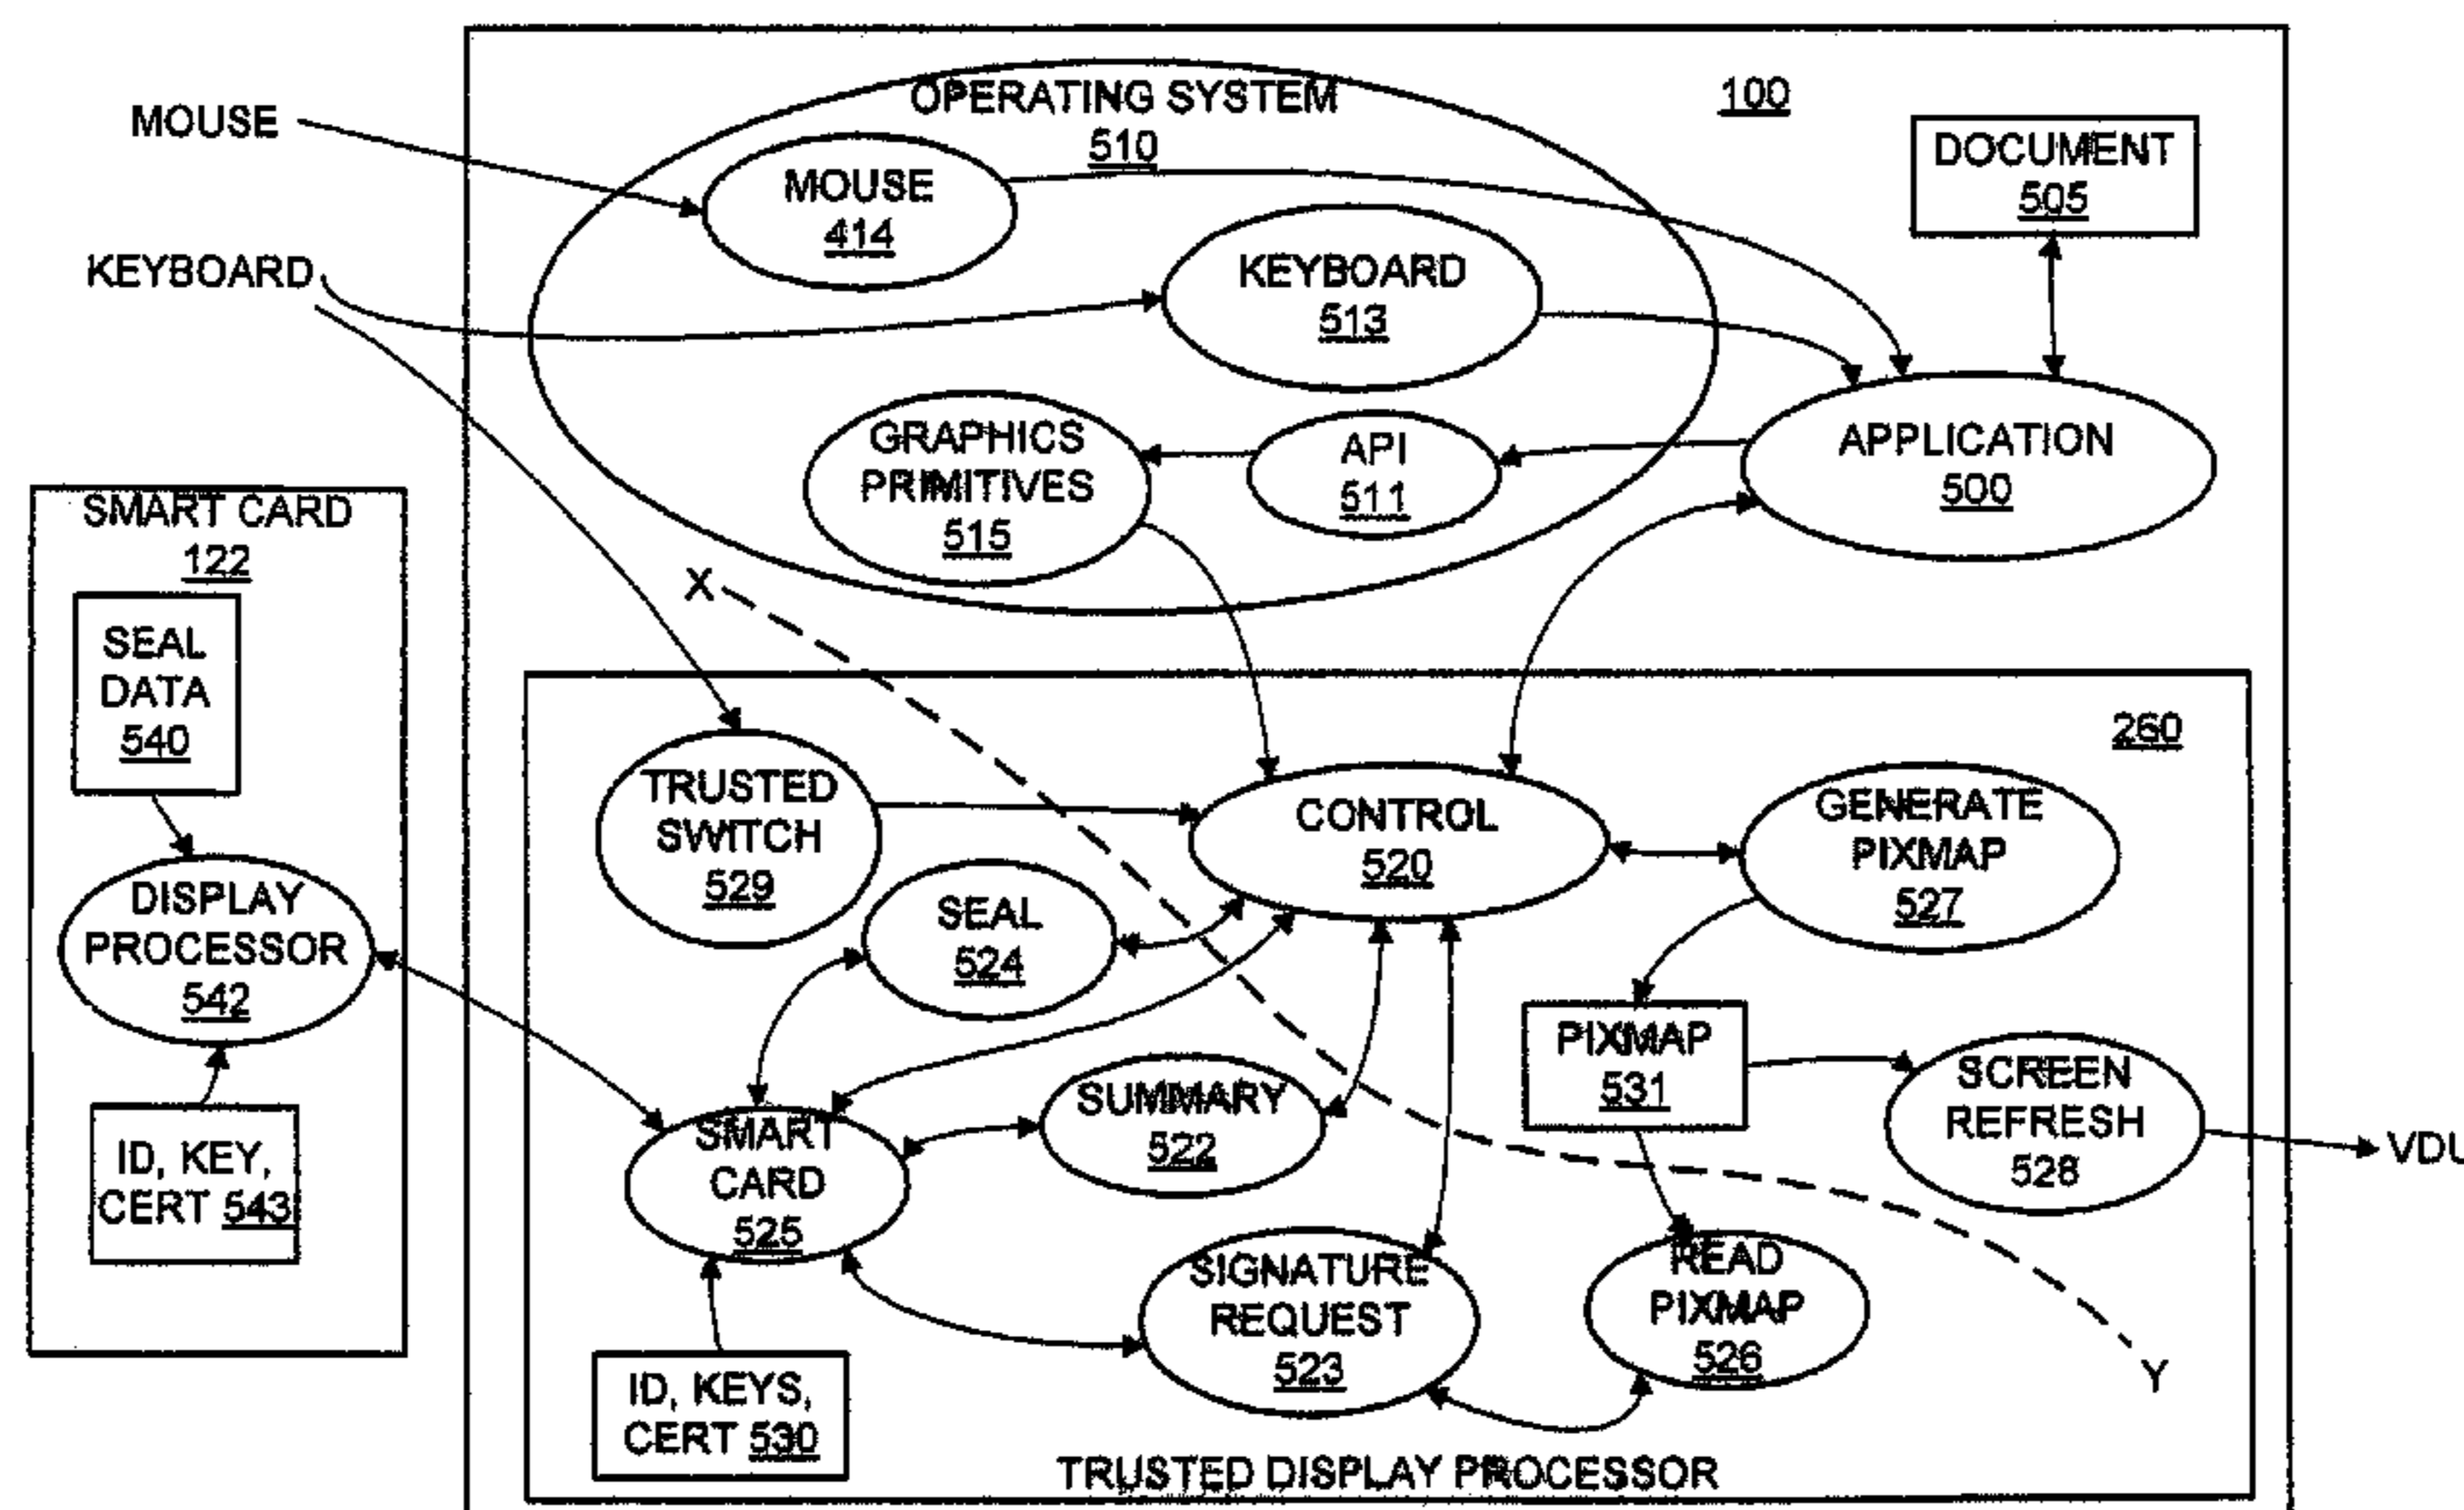 OPERATING SYSTEM
510
100
MOUSE
MOUSE
414
DOCUMENT
505
KEYBOARD
KEYBOARD
513
GRAPHICS
PRIMITIVES
515
API
511
APPLICATION
500
SMART CARD
122
X
SEAL
DATA
540
260
TRUSTED
SWITCH
529
CONTROL
520
GENERATE
PIXMAP
527
DISPLAY
PROCESSOR
542
SEAL
524
PIXMAP
531
SCREEN
REFRESH
528
VDU
SUMMARY
522
SMART
CARD
525
ID, KEY,
CERT 543
SIGNATURE
REQUEST
523
READ
PIXMAP
526
Y
ID, KEYS,
CERT 530
TRUSTED DISPLAY PROCESSOR